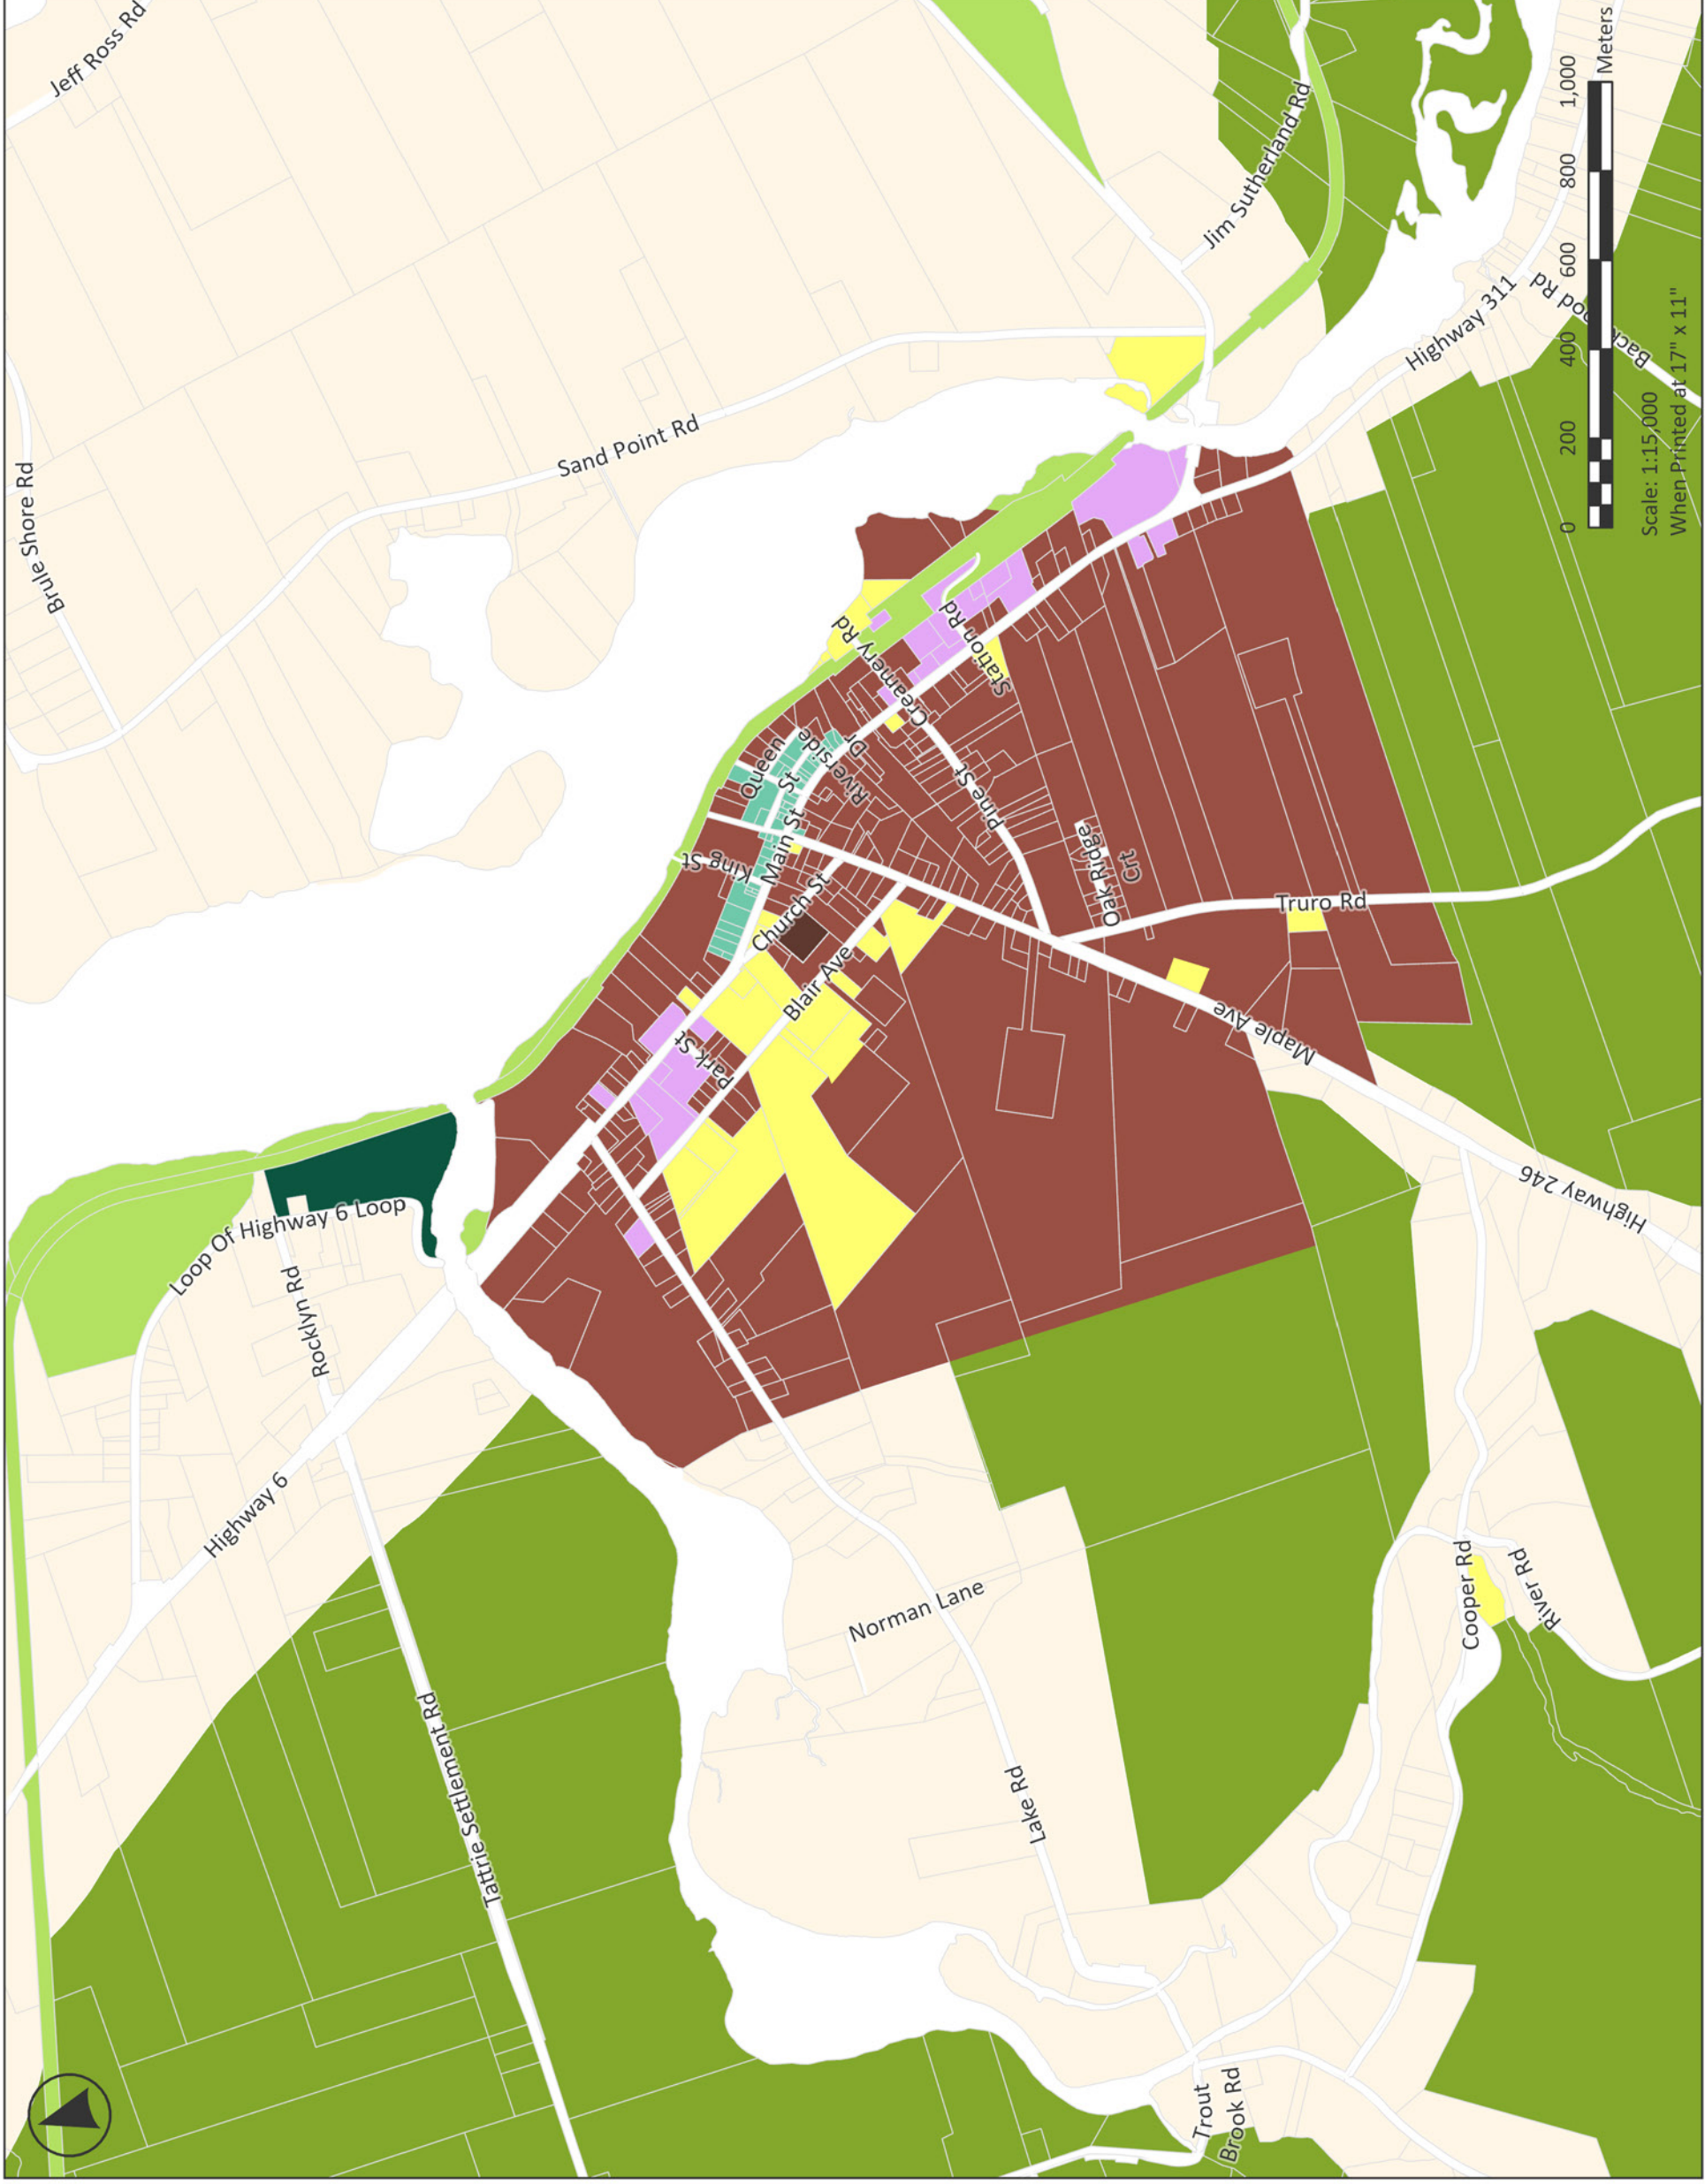 Jeff Ross Rd
Brule Shore Rd
Sand Point Rd
Jim Sutherland Rd
Highway 311
Back Rod Rd
Creamery Rd
Station Rd
Queen
St
Riverside
Dr
Riverside
Main St
King St
Church St
Pine St
Oak Ridge
Crt
Truro Rd
Blair Ave
Park St
Maple Ave
Highway 246
Loop Of Highway 6 Loop
Rocklyn Rd
Highway 6
Tattrie Settlement Rd
Norman Lane
Lake Rd
Cooper Rd
River Rd
Trout
Brook Rd
0 200 400 600 800 1,000
Meters
Scale: 1:15,000
When Printed at 17" x 11"